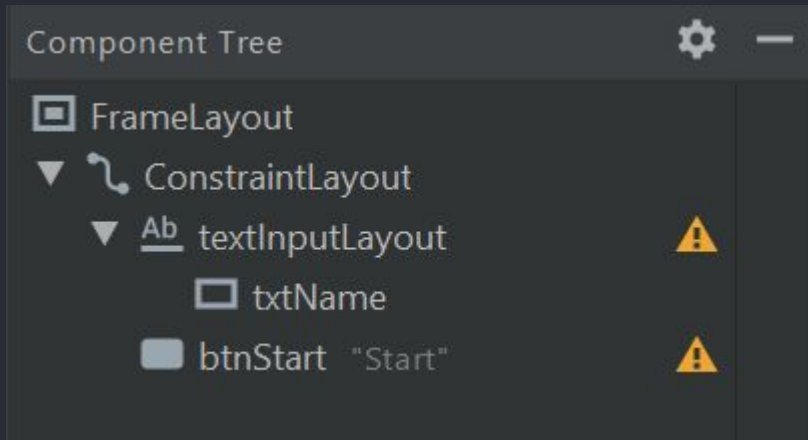 Component Tree
FrameLayout
ConstraintLayout
Ab textInputLayout
txtName
btnStart "Start"